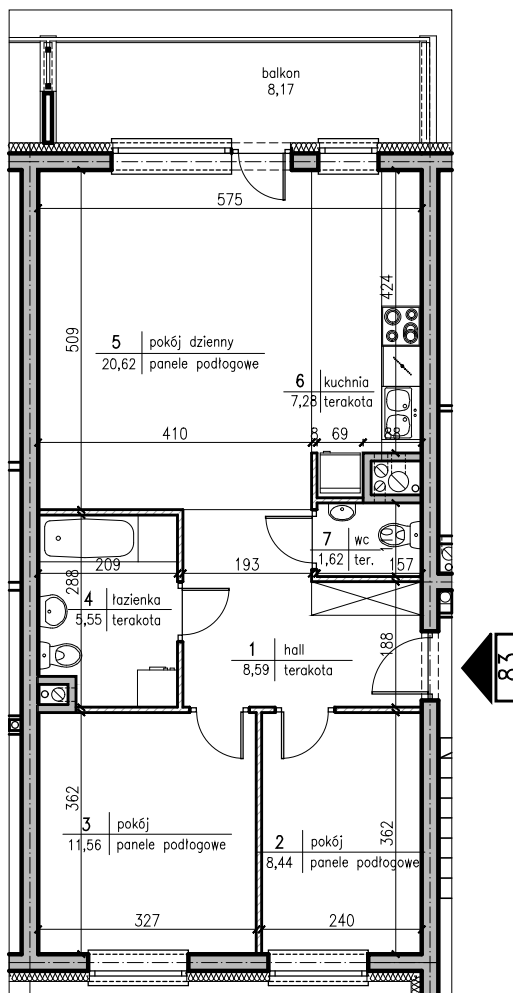 balkon
8,17
575
424
509
5 pokój dzienny
20,62 panele podłogowe
6 kuchnia
7,28 terakota
410
8
69
88
7 wc
1,62 ter.
157
209
193
288
4 łazienka
5,55 terakota
1 hall
8,59 terakota
188
83
362
3 pokój
11,56 panele podłogowe
2 pokój
8,44 panele podłogowe
362
327
240